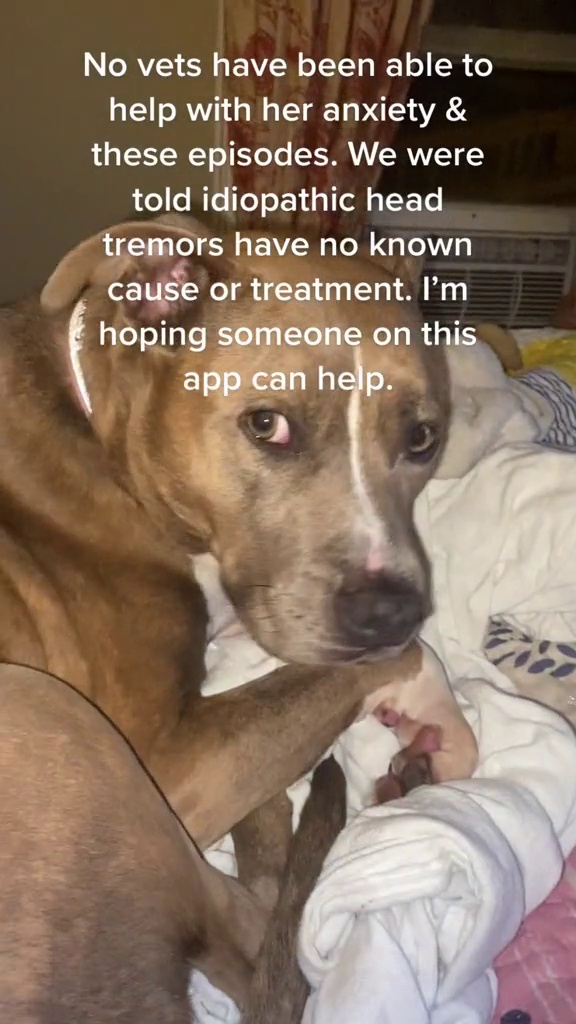 No vets have been able to
help with her anxiety &
these episodes. We were
told idiopathic head
tremors have no known
cause or treatment. I’m
hoping someone on this
app can help.